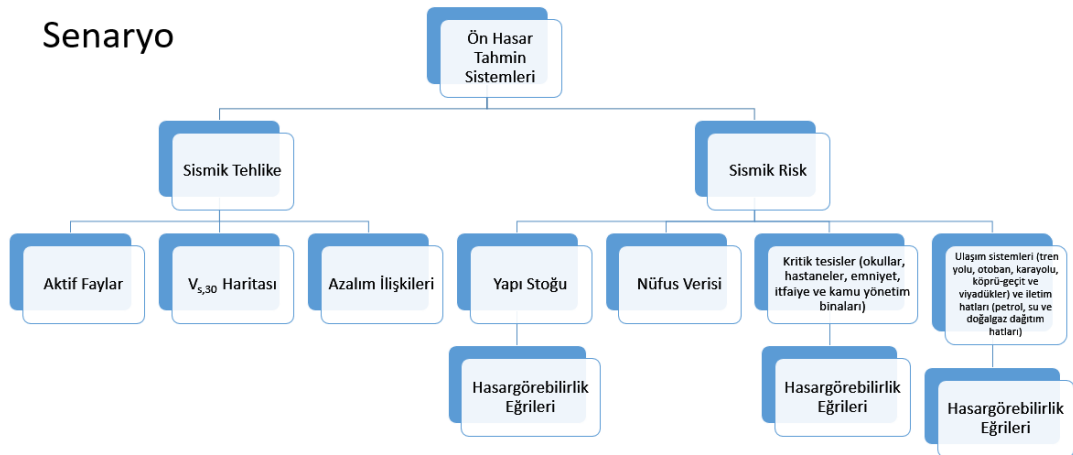 Senaryo
Ön Hasar
Tahmin
Sistemleri
Sismik Tehlike
Sismik Risk
Aktif Faylar
Vs,30 Haritası
Azalım İlişkileri
Yapı Stoğu
Nüfus Verisi
Kritik tesisler (okullar,
hastaneler, emniyet,
itfaiye ve kamu yönetim
binaları)
Ulaşım sistemleri (tren
yolu, otoban, karayolu,
köprü-geçit ve
viyadükler) ve iletim
hatları (petrol, su ve
doğalgaz dağıtım
hatları)
Hasargörebilirlik
Eğrileri
Hasargörebilirlik
Eğrileri
Hasargörebilirlik
Eğrileri